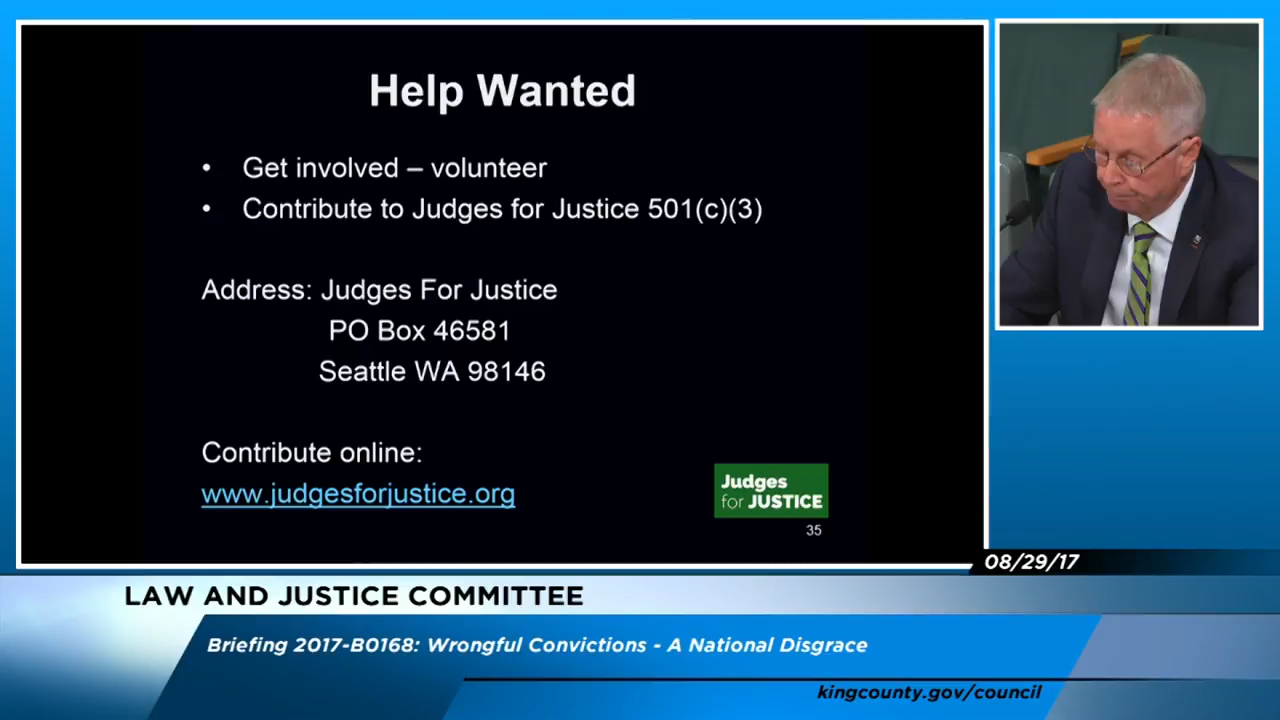 Help Wanted
• Get involved – volunteer
• Contribute to Judges for Justice 501(c)(3)
Address: Judges For Justice
PO Box 46581
Seattle WA 98146
Contribute online:
www.judgesforjustice.org
Judges
for JUSTICE
35
08/29/17
LAW AND JUSTICE COMMITTEE
Briefing 2017-B0168: Wrongful Convictions - A National Disgrace
kingcounty.gov/council